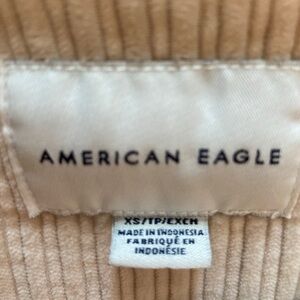 AMERICAN EAGLE
XS/TP/EXCH
MADE IN INDONESIA
FABRIQUÉ EN
INDONÉSIE